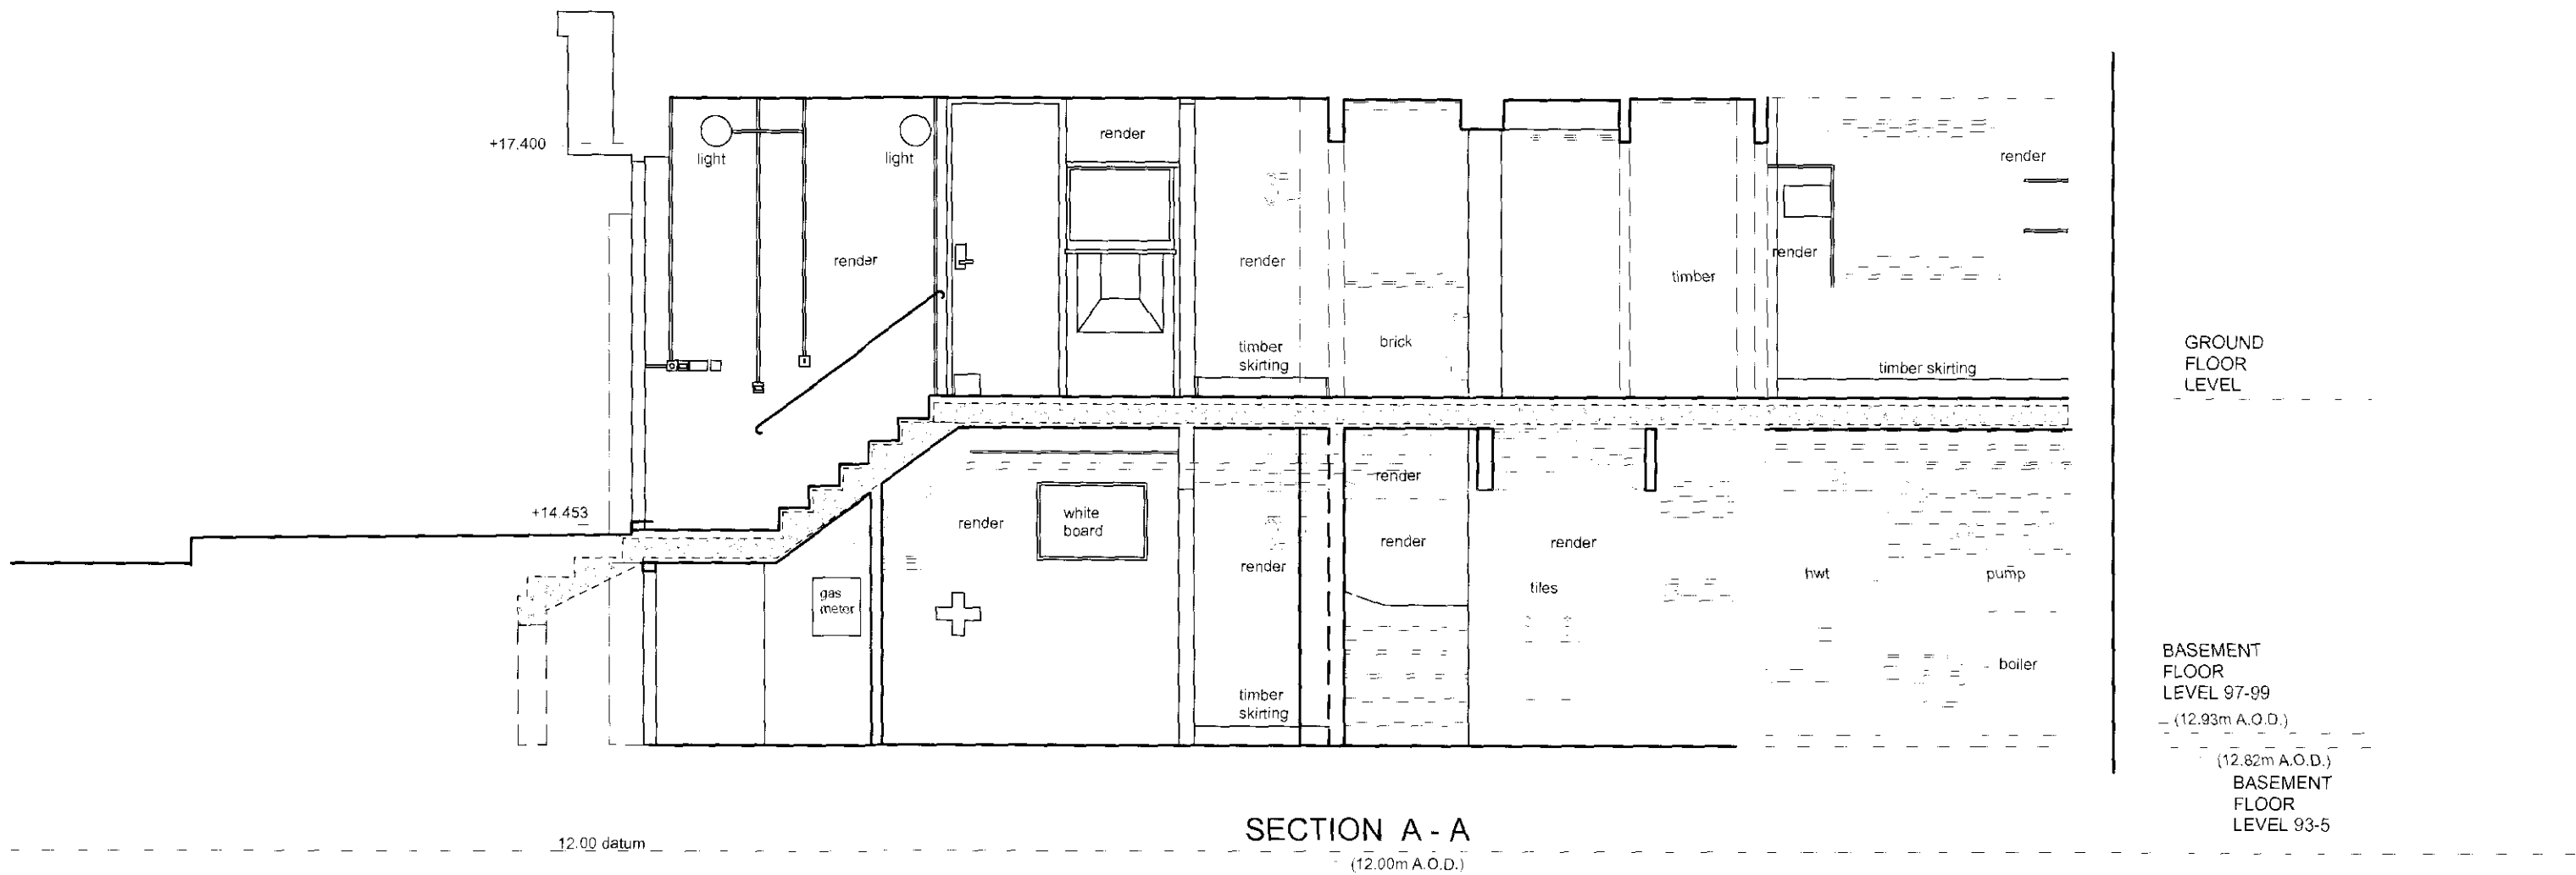 +17.400
light
light
render
render
render
render
render
timber
brick
timber
skirting
timber skirting
GROUND
FLOOR
LEVEL
+14.453
render
white
board
render
render
render
render
tiles
hwt
pump
gas
meter
boiler
timber
skirting
BASEMENT
FLOOR
LEVEL 97-99
(12.93m A.O.D.)
(12.82m A.O.D.)
BASEMENT
FLOOR
LEVEL 93-5
SECTION A - A
12.00 datum
(12.00m A.O.D.)